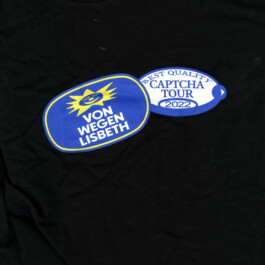 VON
WEGEN
LISBETH
BEST QUALITY
CAPTCHA
TOUR
2022